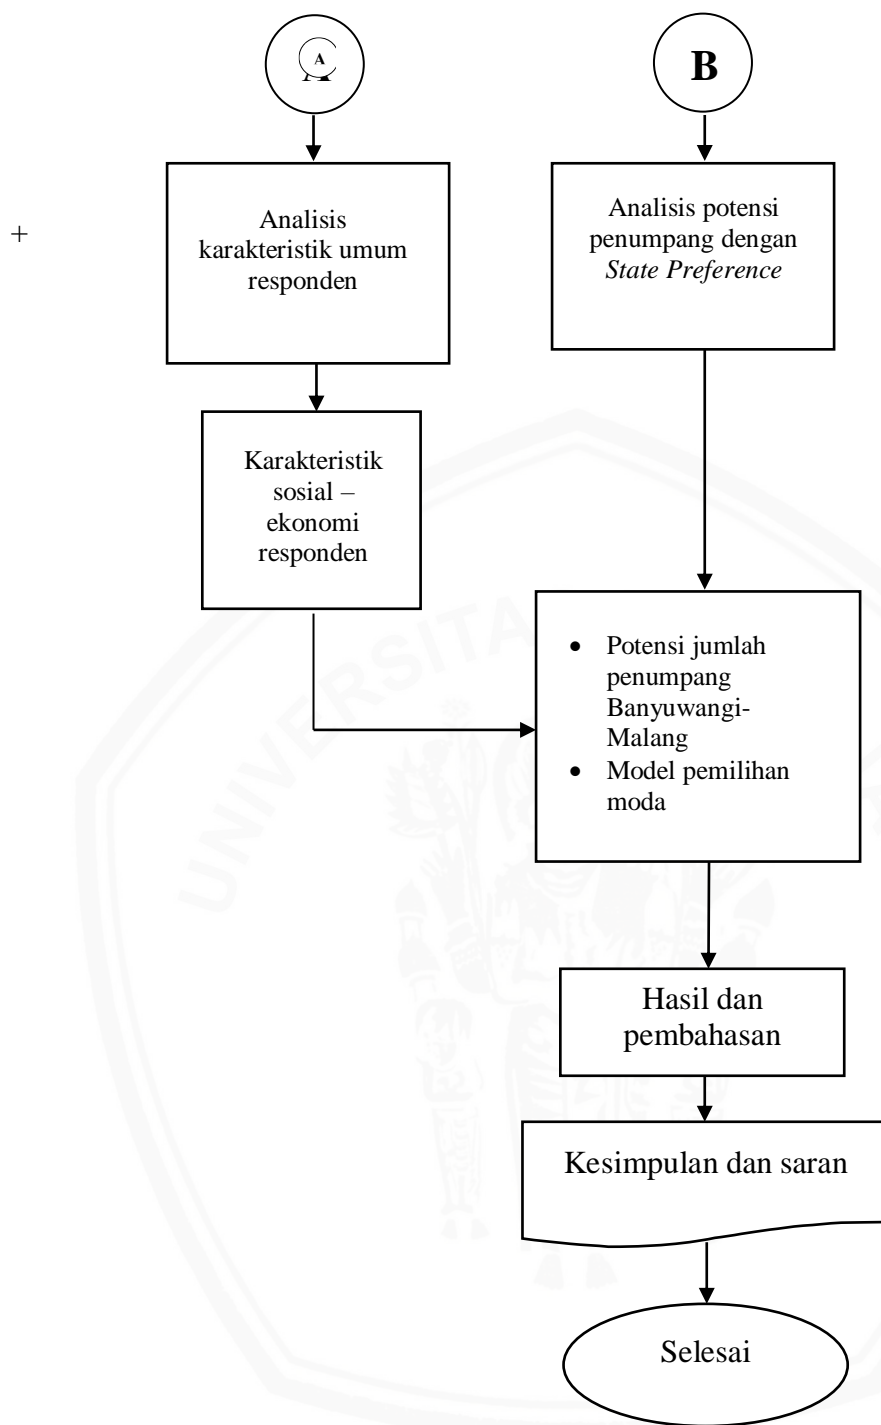 A
B
+
Analisis
karakteristik umum
responden
Analisis potensi
penumpang dengan
State Preference
Karakteristik
sosial –
ekonomi
responden
• Potensi jumlah
penumpang
Banyuwangi-
Malang
• Model pemilihan
moda
Hasil dan
pembahasan
Kesimpulan dan saran
Selesai